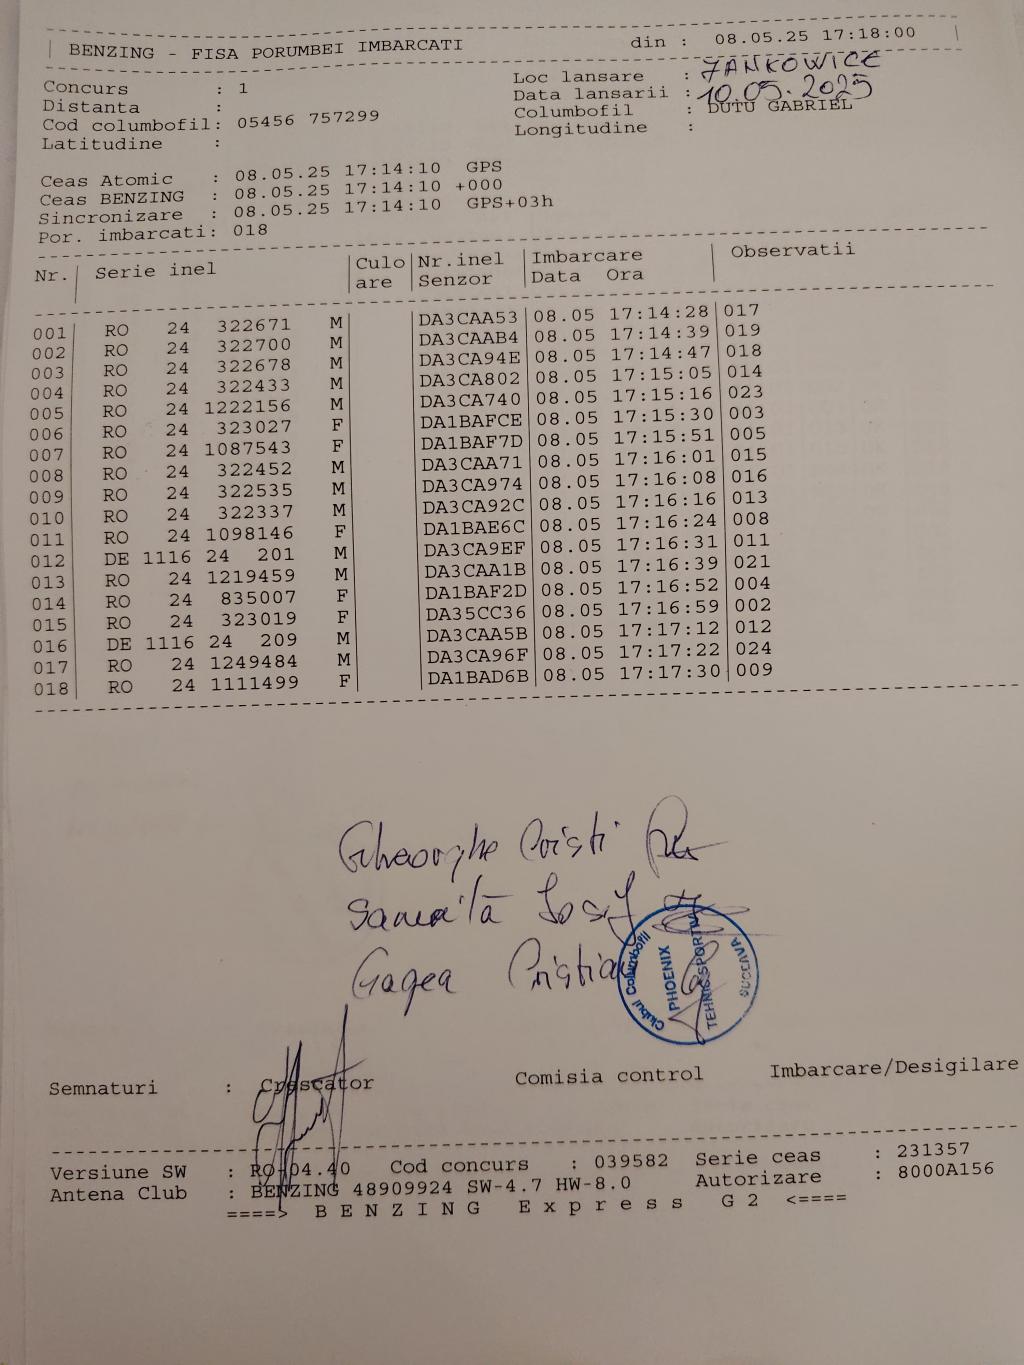 BENZING - FISA PORUMBEI IMBARCATI din : 08.05.25 17:18:00
Concurs : 1 Loc lansare : JANKOWICE
Distanta : Data lansarii : 10.05.2025
Cod columbofil: 05456 757299 Columbofil : DUTU GABRIEL
Latitudine : Longitudine :
Ceas Atomic : 08.05.25 17:14:10 GPS
Ceas BENZING : 08.05.25 17:14:10 +000
Sincronizare : 08.05.25 17:14:10 GPS+03h
Por. imbarcati: 018
Nr. Serie inel Culo Nr.inel Imbarcare Observatii
are Senzor Data Ora
001 RO 24 322671 M DA3CAA53 08.05 17:14:28 017
002 RO 24 322700 M DA3CAAB4 08.05 17:14:39 019
003 RO 24 322678 M DA3CA94E 08.05 17:14:47 018
004 RO 24 322433 M DA3CA802 08.05 17:15:05 014
005 RO 24 1222156 M DA3CA740 08.05 17:15:16 023
006 RO 24 323027 F DA1BAFCE 08.05 17:15:30 003
007 RO 24 1087543 F DA1BAF7D 08.05 17:15:51 005
008 RO 24 322452 M DA3CAA71 08.05 17:16:01 015
009 RO 24 322535 M DA3CA974 08.05 17:16:08 016
010 RO 24 322337 M DA3CA92C 08.05 17:16:16 013
011 RO 24 1098146 F DA1BAE6C 08.05 17:16:24 008
012 DE 1116 24 201 M DA3CA9EF 08.05 17:16:31 011
013 RO 24 1219459 M DA3CAA1B 08.05 17:16:39 021
014 RO 24 835007 F DA1BAF2D 08.05 17:16:52 004
015 RO 24 323019 F DA35CC36 08.05 17:16:59 002
016 DE 1116 24 209 M DA3CAA5B 08.05 17:17:12 012
017 RO 24 1249484 M DA3CA96F 08.05 17:17:22 024
018 RO 24 1111499 F DA1BAD6B 08.05 17:17:30 009
Gheorghe Cristi
Iosif
Gagea Cristian
Clubul Columbofil
PHOENIX
TEHNIC SPORTIV
SUCEAVA
Semnaturi : Crescator Comisia control Imbarcare/Desigilare
Versiune SW : RO-04.40 Cod concurs : 039582 Serie ceas : 231357
Antena Club : BENZING 48909924 SW-4.7 HW-8.0 Autorizare : 8000A156
====> B E N Z I N G E x p r e s s G 2 <====